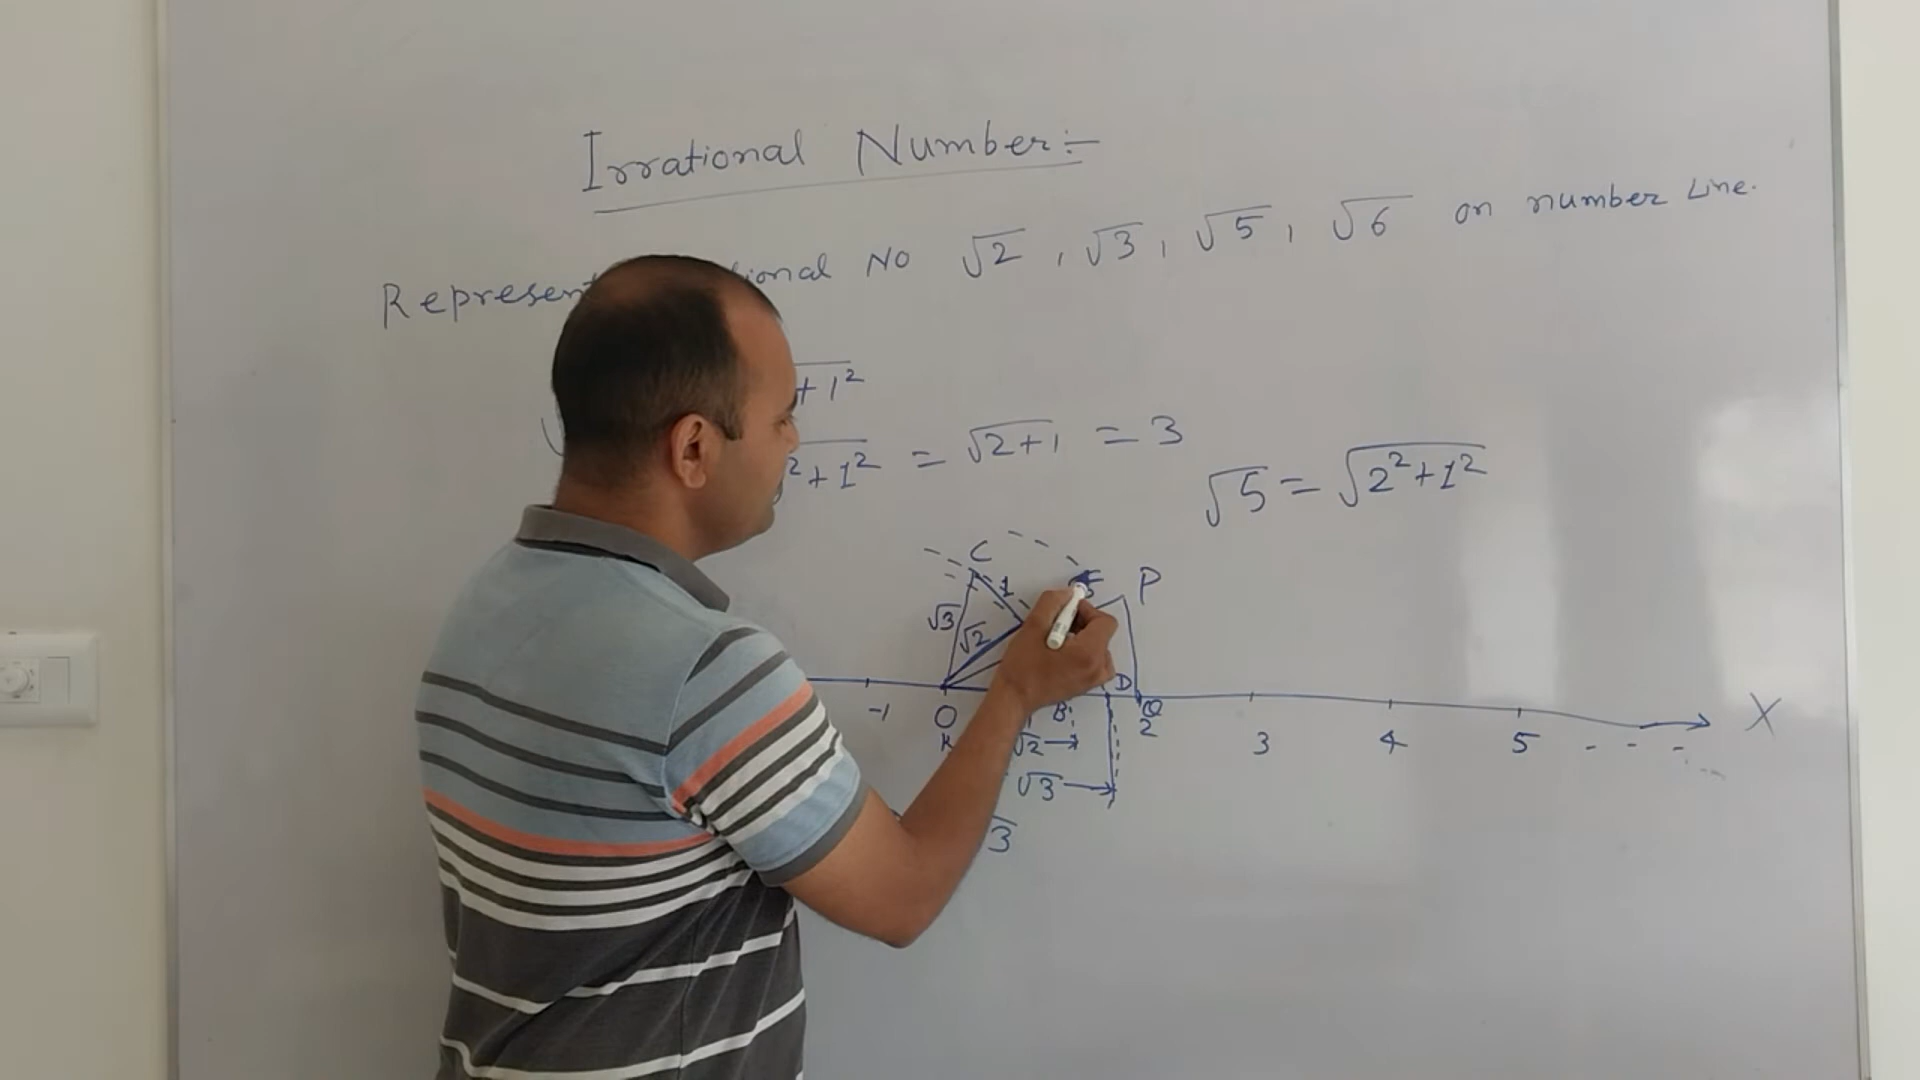 Irrational Number:-
Represent ional No √2 , √3 , √5 , √6 on number Line.
+ 1²
²+1² = √2+1 = 3
√5 = √2²+1²
C
1
P
√3
√2
D
-1 O B Q X
K √2 2 3 4 5 - - -
√3
3